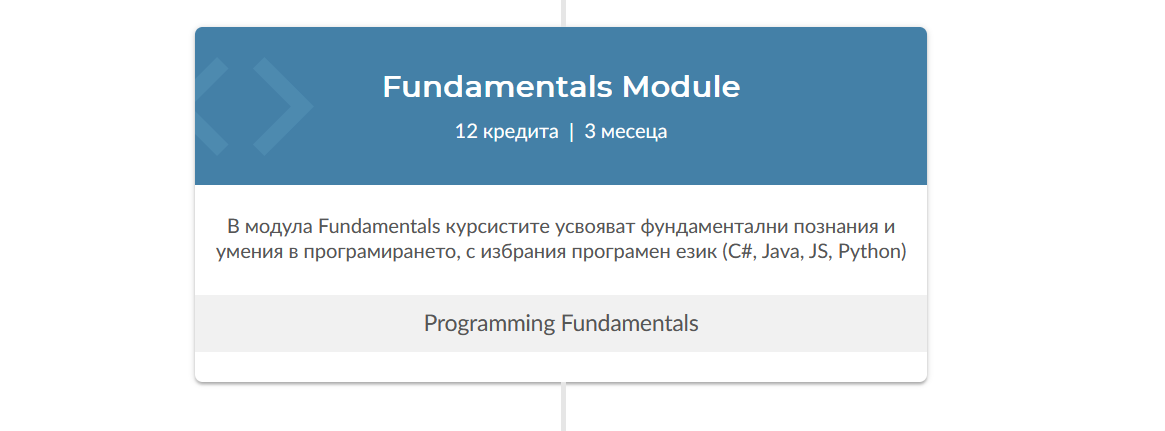 Fundamentals Module
12 кредита | 3 месеца
В модула Fundamentals курсистите усвояват фундаментални познания и
умения в програмирането, с избрания програмен език (C#, Java, JS, Python)
Programming Fundamentals